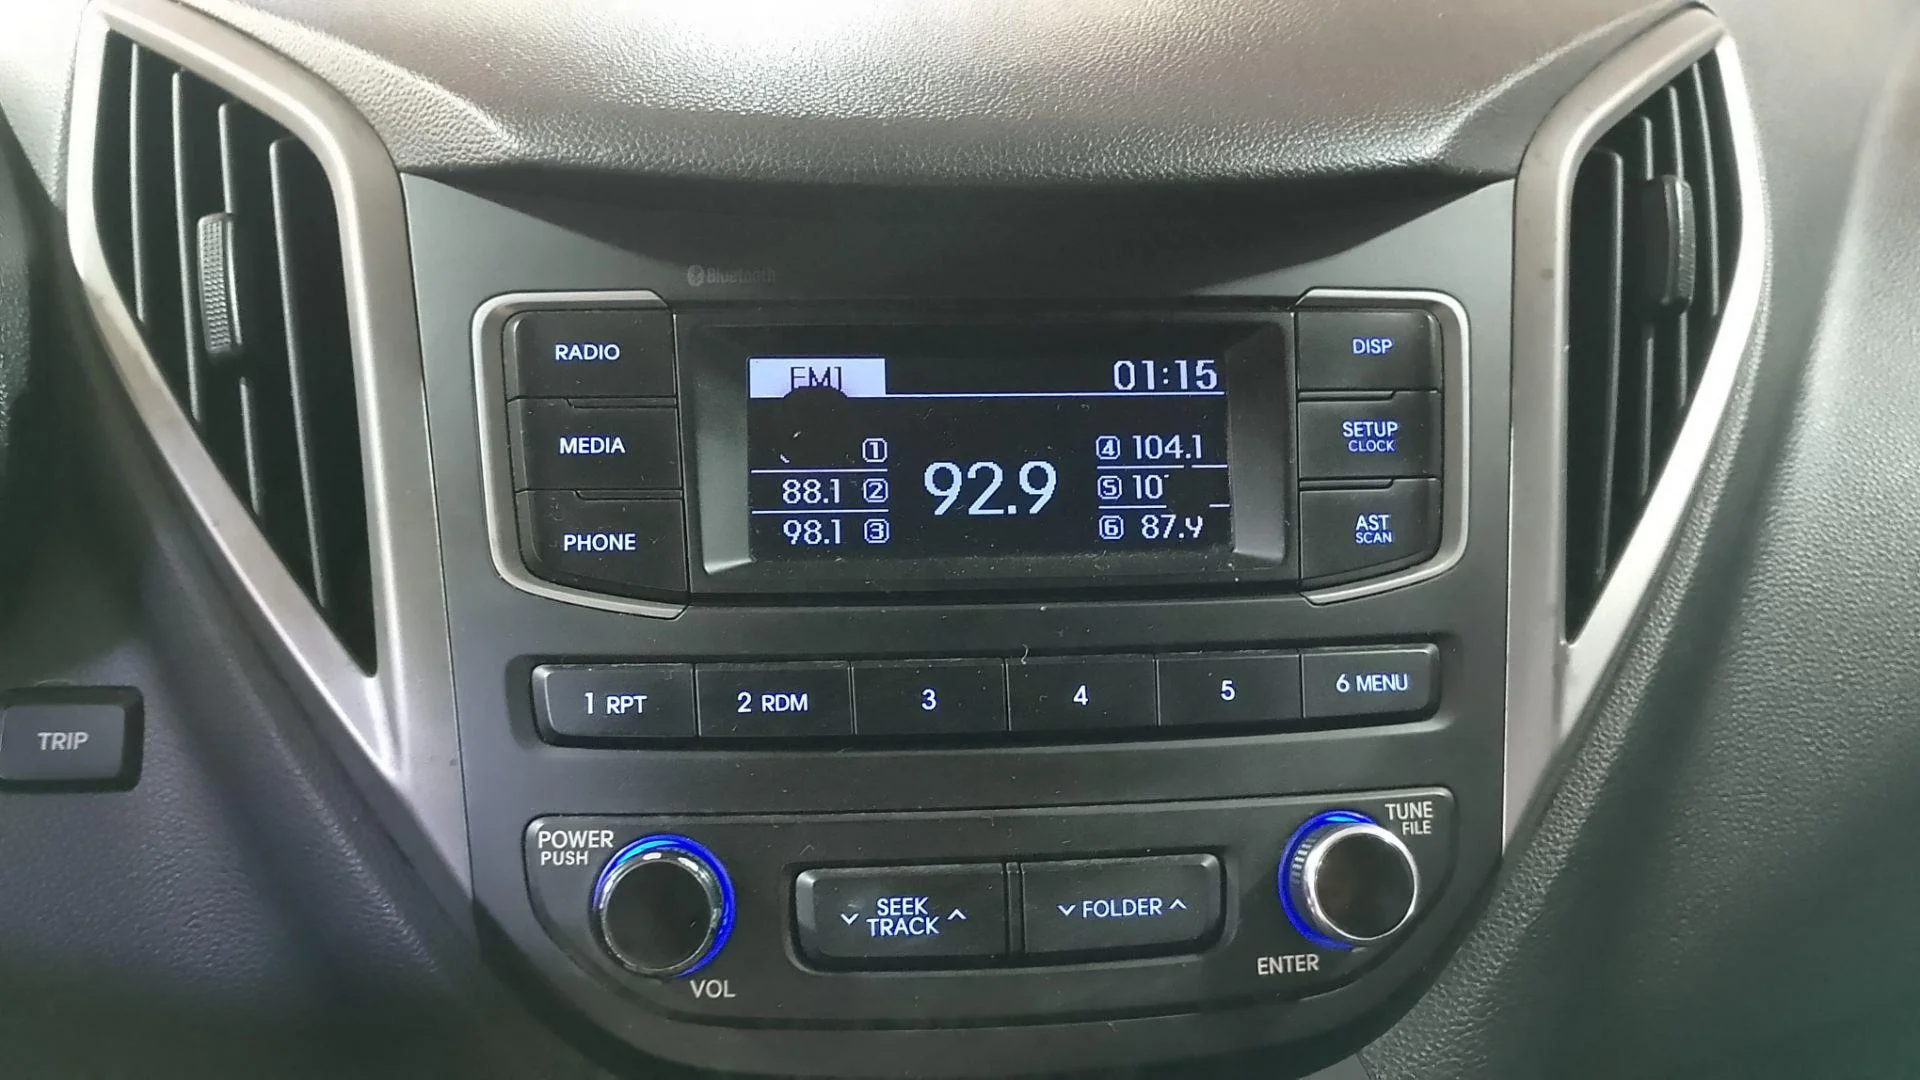 Bluetooth
RADIO
MEDIA
PHONE
FM1
01:15
1
88.1 2
98.1 3
92.9
4 104.1
5
6 87.9
DISP
SETUP
CLOCK
AST
SCAN
1 RPT
2 RDM
3
4
5
6 MENU
TRIP
POWER
PUSH
VOL
SEEK
TRACK
FOLDER
TUNE
FILE
ENTER